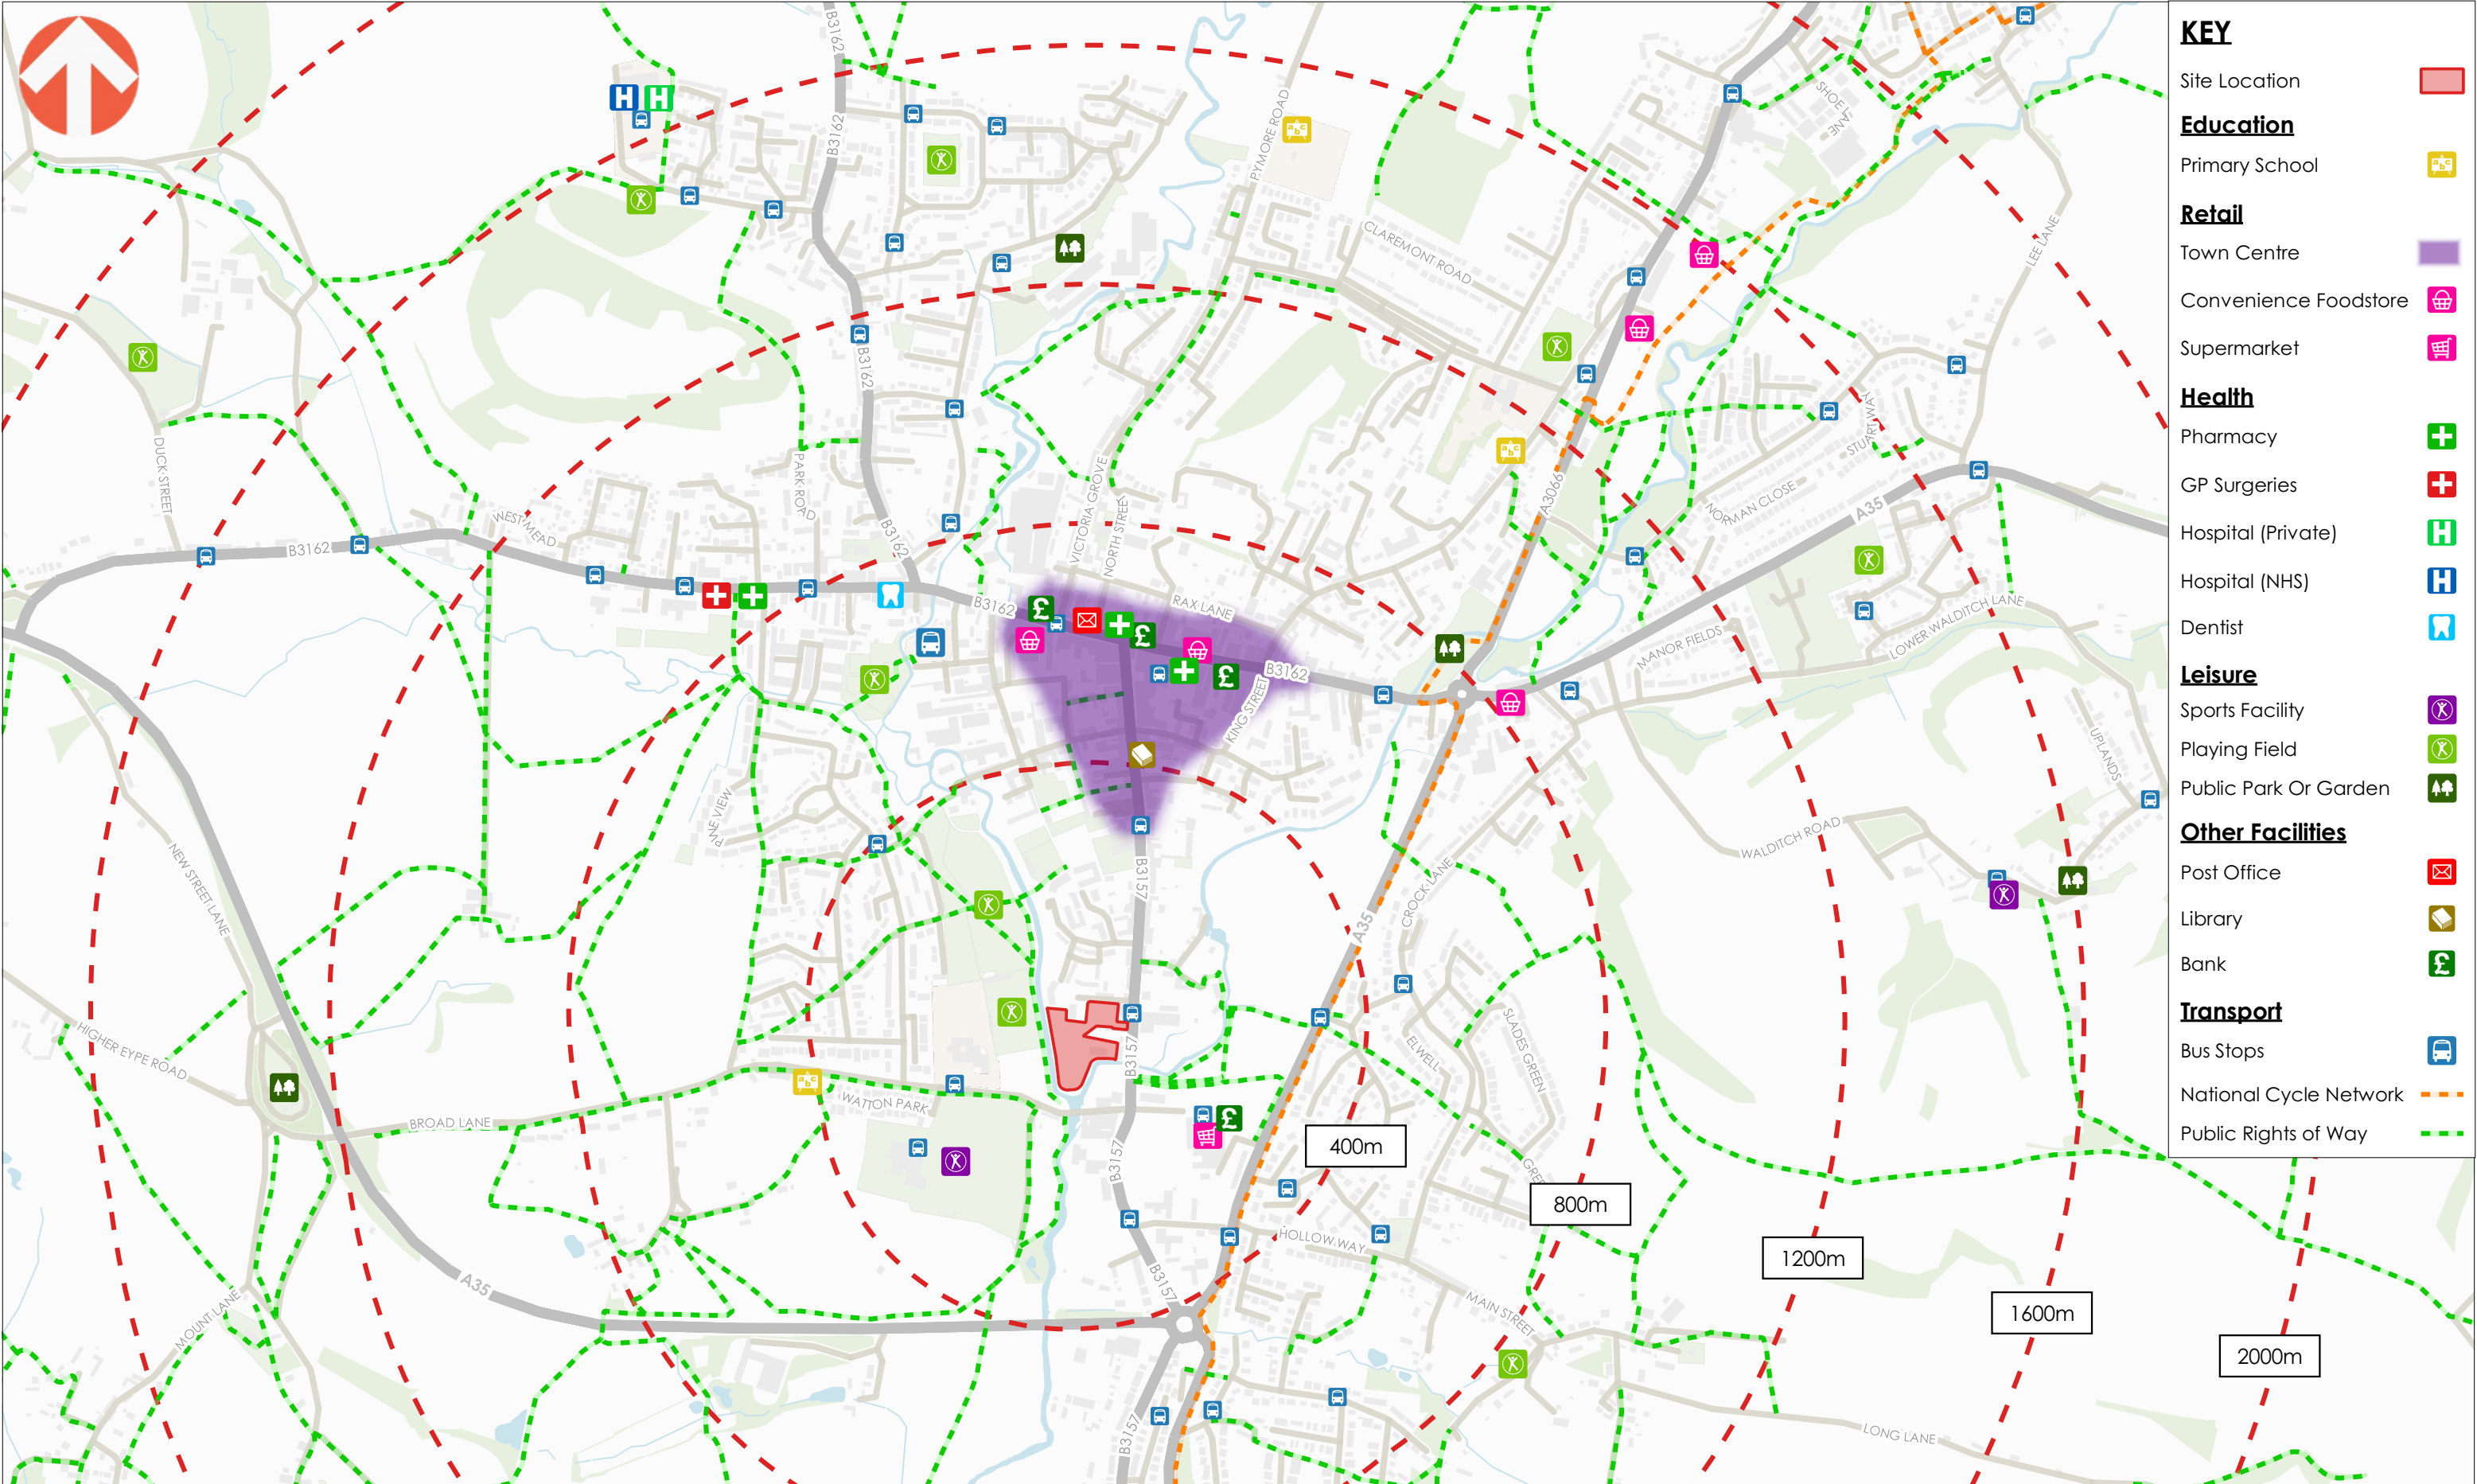 KEY
Site Location
Education
Primary School
Retail
Town Centre
Convenience Foodstore
Supermarket
Health
Pharmacy
GP Surgeries
Hospital (Private)
Hospital (NHS)
Dentist
Leisure
Sports Facility
Playing Field
Public Park Or Garden
Other Facilities
Post Office
Library
Bank
Transport
Bus Stops
National Cycle Network
Public Rights of Way
B3162
B3162
PYMORE ROAD
SHOE LANE
CLAREMONT ROAD
LEE LANE
B3162
DUCK STREET
PARK ROAD
VICTORIA GROVE
NORTH STREET
A3066
STUART WAY
NORMAN CLOSE
A35
WEST MEAD
B3162
B3162
B3162
RAX LANE
B3162
KING STREET
MANOR FIELDS
LOWER WALDITCH LANE
UPLANDS
PINE VIEW
WALDITCH ROAD
NEW STREET LANE
B3157
CROCK LANE
A35
HIGHER EYPE ROAD
B3157
ELWELL
SLADES GREEN
WATTON PARK
BROAD LANE
400m
B3157
800m
HOLLOW WAY
1200m
A35
B3157
MOUNT LANE
MAIN STREET
1600m
2000m
B3157
LONG LANE